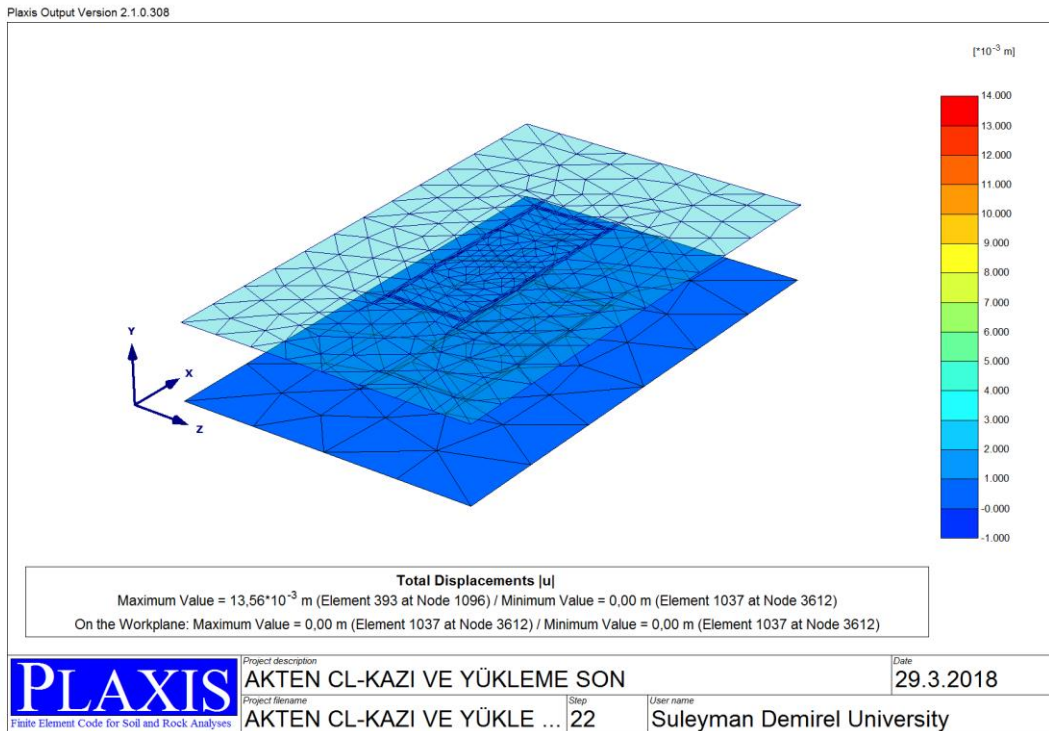 Plaxis Output Version 2.1.0.308
[*10-3 m]
14.000
13.000
12.000
11.000
10.000
9.000
8.000
7.000
6.000
5.000
4.000
3.000
2.000
1.000
-0.000
-1.000
Y
X
Z
Total Displacements |u|
Maximum Value = 13,56*10-3 m (Element 393 at Node 1096) / Minimum Value = 0,00 m (Element 1037 at Node 3612)
On the Workplane: Maximum Value = 0,00 m (Element 1037 at Node 3612) / Minimum Value = 0,00 m (Element 1037 at Node 3612)
PLAXIS
Finite Element Code for Soil and Rock Analyses
Project description
AKTEN CL-KAZI VE YÜKLEME SON
Date
29.3.2018
Project filename
AKTEN CL-KAZI VE YÜKLE ...
Step
22
User name
Suleyman Demirel University